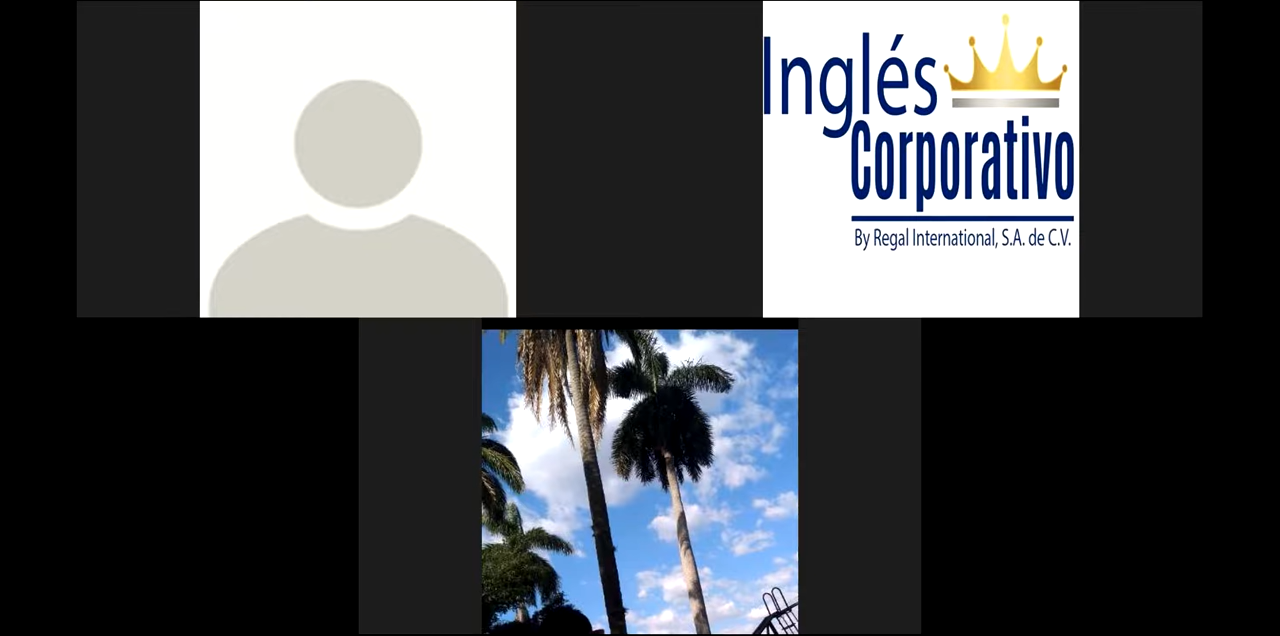 Inglés
Corporativo
By Regal International, S.A. de C.V.